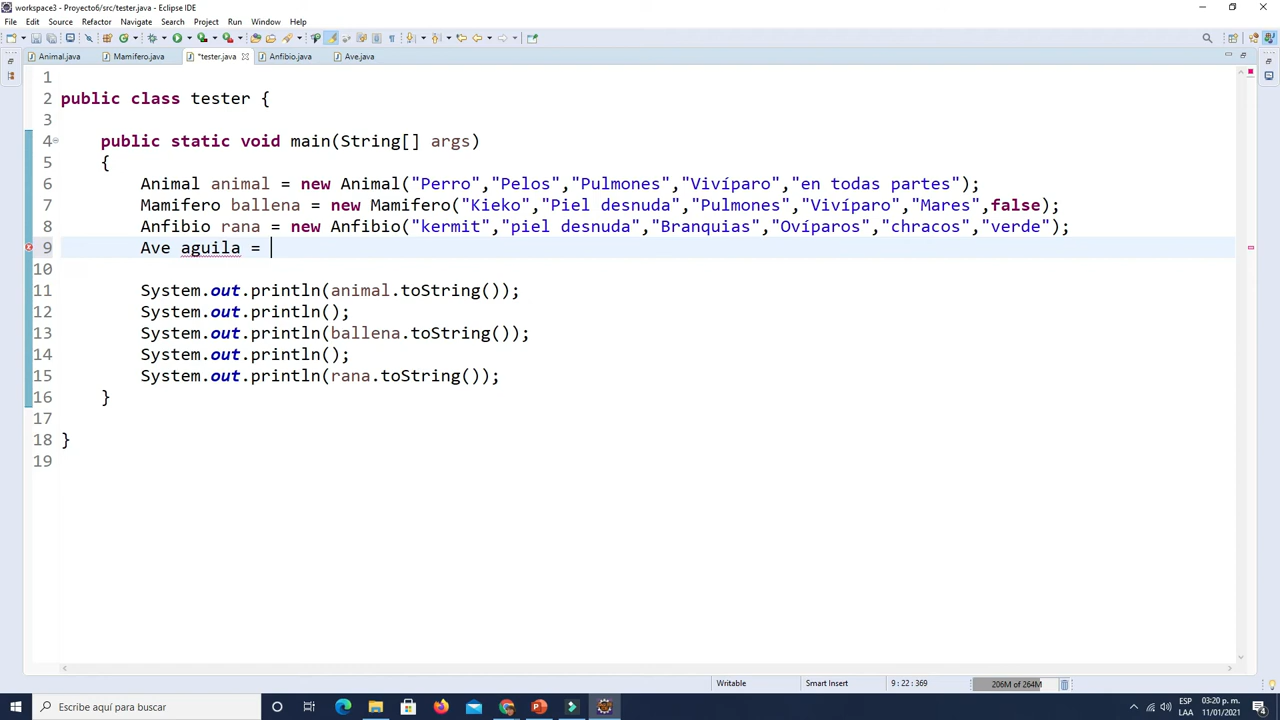 workspace3 - Proyecto6/src/tester.java - Eclipse IDE
File Edit Source Refactor Navigate Search Project Run Window Help
Animal.java Mamifero.java *tester.java Anfibio.java Ave.java
1
2 public class tester {
3
4 public static void main(String[] args)
5 {
6 Animal animal = new Animal("Perro","Pelos","Pulmones","Vivíparo","en todas partes");
7 Mamifero ballena = new Mamifero("Kieko","Piel desnuda","Pulmones","Vivíparo","Mares",false);
8 Anfibio rana = new Anfibio("kermit","piel desnuda","Branquias","Ovíparos","chracos","verde");
9 Ave aguila =
10
11 System.out.println(animal.toString());
12 System.out.println();
13 System.out.println(ballena.toString());
14 System.out.println();
15 System.out.println(rana.toString());
16 }
17
18 }
19
Writable Smart Insert 9 : 22 : 369 206M of 264M
Escribe aquí para buscar
ESP 03:20 p. m.
LAA 11/01/2021
4